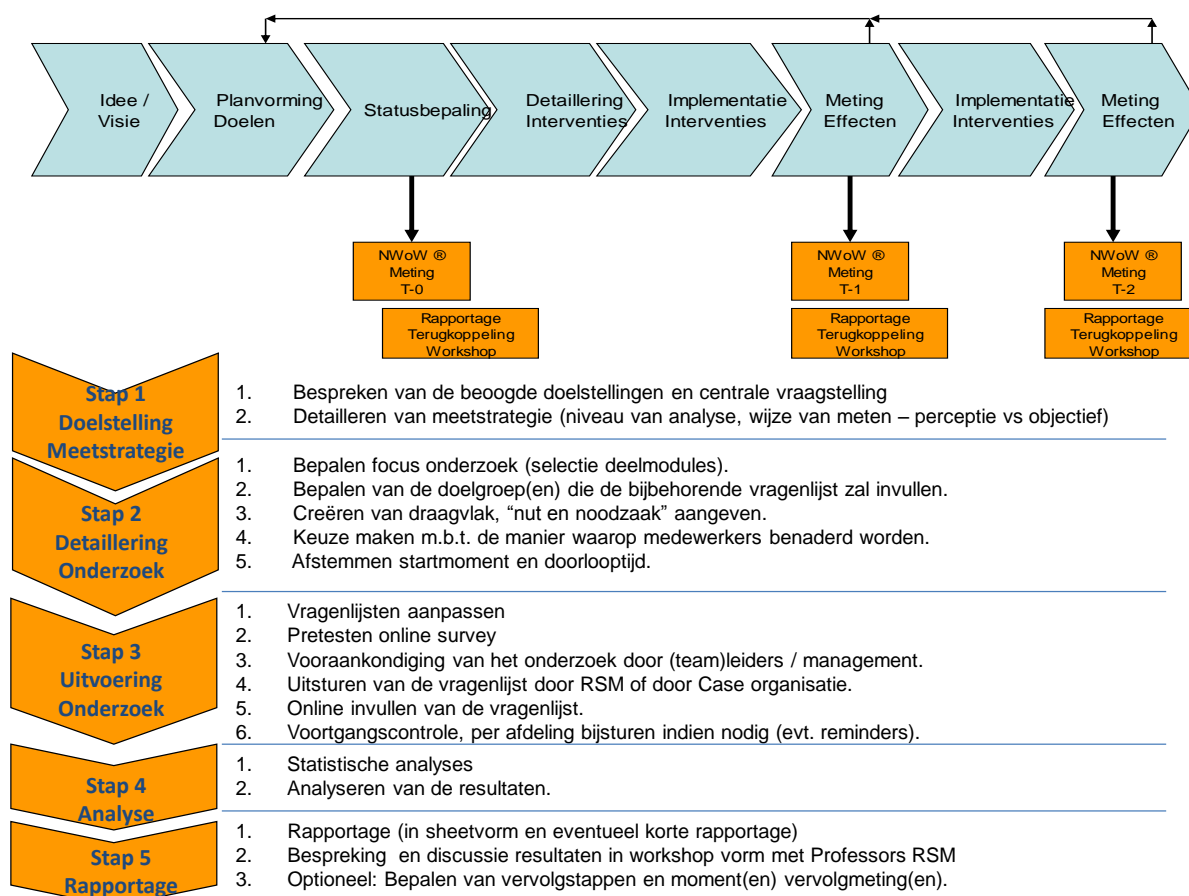 Idee /
Visie
Planvorming
Doelen
Statusbepaling
Detaillering
Interventies
Implementatie
Interventies
Meting
Effecten
Implementatie
Interventies
Meting
Effecten
NWoW ®
Meting
T-0
Rapportage
Terugkoppeling
Workshop
NWoW ®
Meting
T-1
Rapportage
Terugkoppeling
Workshop
NWoW ®
Meting
T-2
Rapportage
Terugkoppeling
Workshop
Stap 1
Doelstelling
Meetstrategie
1. Bespreken van de beoogde doelstellingen en centrale vraagstelling
2. Detailleren van meetstrategie (niveau van analyse, wijze van meten – perceptie vs objectief)
Stap 2
Detaillering
Onderzoek
1. Bepalen focus onderzoek (selectie deelmodules).
2. Bepalen van de doelgroep(en) die de bijbehorende vragenlijst zal invullen.
3. Creëren van draagvlak, “nut en noodzaak” aangeven.
4. Keuze maken m.b.t. de manier waarop medewerkers benaderd worden.
5. Afstemmen startmoment en doorlooptijd.
Stap 3
Uitvoering
Onderzoek
1. Vragenlijsten aanpassen
2. Pretesten online survey
3. Vooraankondiging van het onderzoek door (team)leiders / management.
4. Uitsturen van de vragenlijst door RSM of door Case organisatie.
5. Online invullen van de vragenlijst.
6. Voortgangscontrole, per afdeling bijsturen indien nodig (evt. reminders).
Stap 4
Analyse
1. Statistische analyses
2. Analyseren van de resultaten.
Stap 5
Rapportage
1. Rapportage (in sheetvorm en eventueel korte rapportage)
2. Bespreking en discussie resultaten in workshop vorm met Professors RSM
3. Optioneel: Bepalen van vervolgstappen en moment(en) vervolgmeting(en).